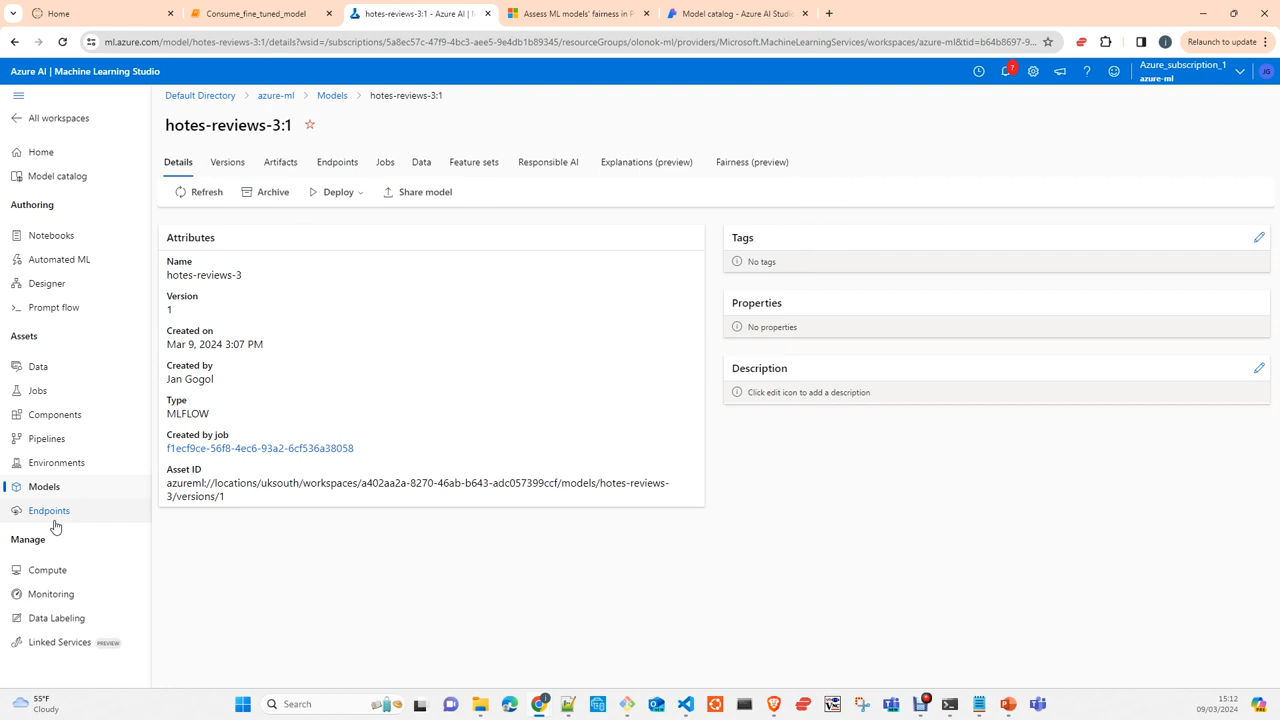 Home
Consume_fine_tuned_model
hotes-reviews-3:1 - Azure AI | M
Assess ML models' fairness in P
Model catalog - Azure AI Studio
ml.azure.com/model/hotes-reviews-3:1/details?wsid=/subscriptions/5a8ec57c-47f9-4bc3-aee5-9e4db1b89345/resourceGroups/olonok-ml/providers/Microsoft.MachineLearningServices/workspaces/azure-ml&tid=b64b8697-9...
Relaunch to update
Azure AI | Machine Learning Studio
7
Azure_subscription_1
azure-ml
JG
All workspaces
Home
Model catalog
Authoring
Notebooks
Automated ML
Designer
Prompt flow
Assets
Data
Jobs
Components
Pipelines
Environments
Models
Endpoints
Manage
Compute
Monitoring
Data Labeling
Linked Services PREVIEW
Default Directory > azure-ml > Models > hotes-reviews-3:1
hotes-reviews-3:1
Details Versions Artifacts Endpoints Jobs Data Feature sets Responsible AI Explanations (preview) Fairness (preview)
Refresh Archive Deploy Share model
Attributes
Name
hotes-reviews-3
Version
1
Created on
Mar 9, 2024 3:07 PM
Created by
Jan Gogol
Type
MLFLOW
Created by job
f1ecf9ce-56f8-4ec6-93a2-6cf536a38058
Asset ID
azureml://locations/uksouth/workspaces/a402aa2a-8270-46ab-b643-adc057399ccf/models/hotes-reviews-
3/versions/1
Tags
No tags
Properties
No properties
Description
Click edit icon to add a description
55°F
Cloudy
Search
15:12
09/03/2024